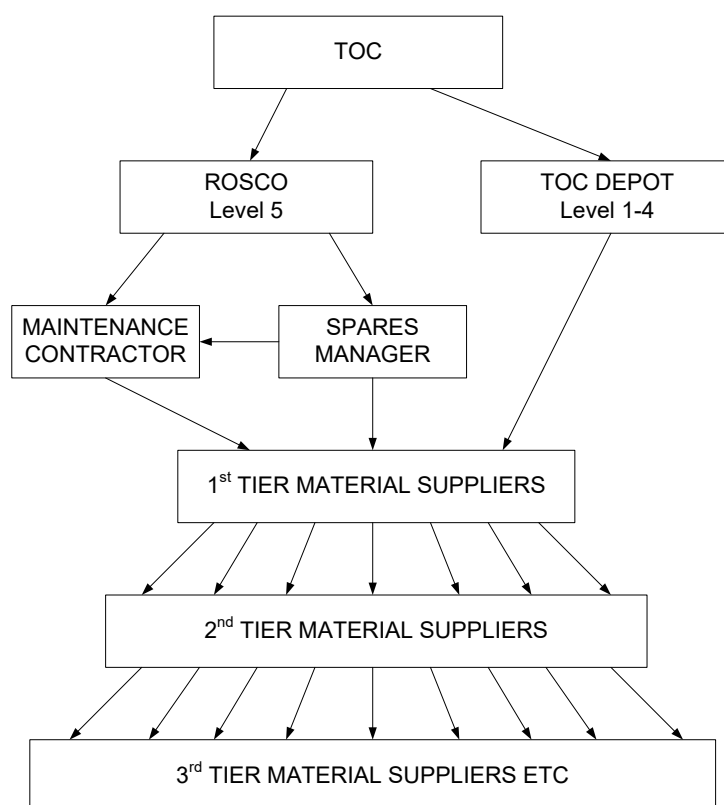 TOC
ROSCO
Level 5
TOC DEPOT
Level 1-4
MAINTENANCE
CONTRACTOR
SPARES
MANAGER
1st TIER MATERIAL SUPPLIERS
2nd TIER MATERIAL SUPPLIERS
3rd TIER MATERIAL SUPPLIERS ETC